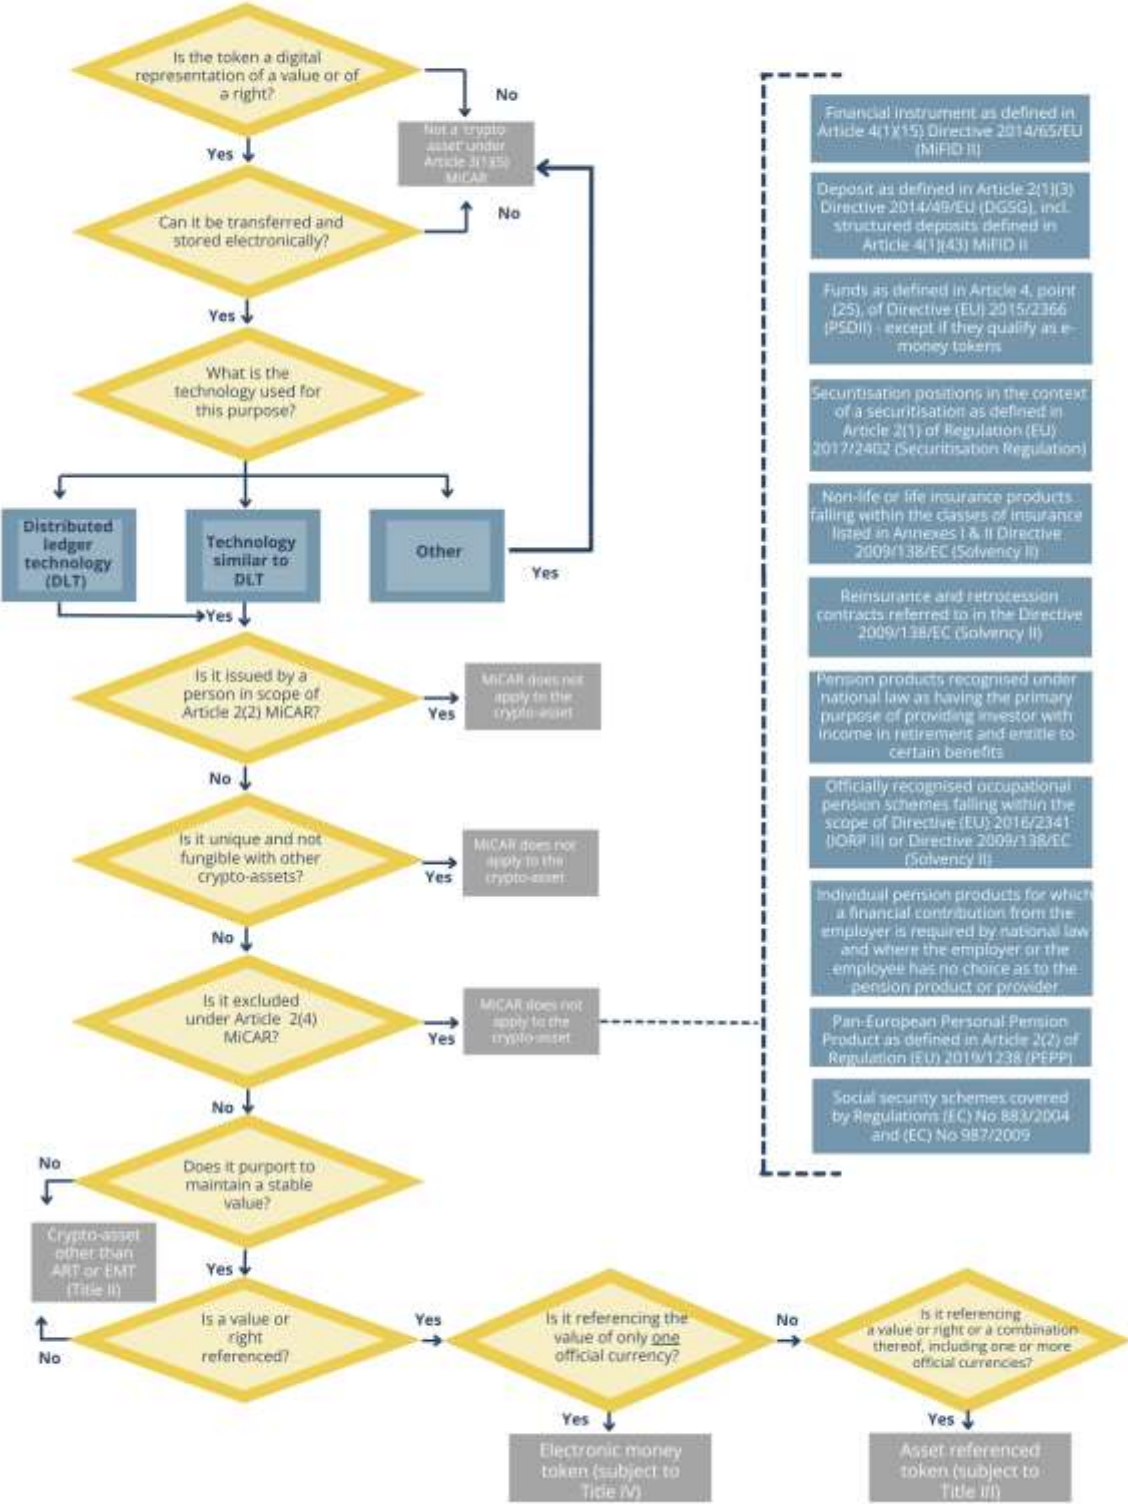 Is the token a digital
representation of a value or of
a right?
No
Not a 'crypto-
asset' under
Article 3(1)(5)
MiCAR
Yes
Can it be transferred and
stored electronically?
No
Yes
What is the
technology used for
this purpose?
Distributed
ledger
technology
(DLT)
Technology
similar to
DLT
Other
Yes
Yes
Is it issued by a
person in scope of
Article 2(2) MiCAR?
Yes
MiCAR does not
apply to the
crypto-asset
No
Is it unique and not
fungible with other
crypto-assets?
Yes
MiCAR does not
apply to the
crypto-asset
No
Is it excluded
under Article 2(4)
MiCAR?
Yes
MiCAR does not
apply to the
crypto-asset
No
Does it purport to
maintain a stable
value?
No
Crypto-asset
other than
ART or EMT
(Title II)
Yes
Is a value or
right
referenced?
No
Yes
Is it referencing the
value of only one
official currency?
No
Is it referencing
a value or right or a combination
thereof, including one or more
official currencies?
Yes
Electronic money
token (subject to
Title IV)
Yes
Asset referenced
token (subject to
Title III)
Financial instrument as defined in
Article 4(1)(15) Directive 2014/65/EU
(MiFID II)
Deposit as defined in Article 2(1)(3)
Directive 2014/49/EU (DGSG), incl.
structured deposits defined in
Article 4(1)(43) MiFID II
Funds as defined in Article 4, point
(25), of Directive (EU) 2015/2366
(PSDII) - except if they qualify as e-
money tokens
Securitisation positions in the context
of a securitisation as defined in
Article 2(1) of Regulation (EU)
2017/2402 (Securitisation Regulation)
Non-life or life insurance products
falling within the classes of insurance
listed in Annexes I & II Directive
2009/138/EC (Solvency II)
Reinsurance and retrocession
contracts referred to in the Directive
2009/138/EC (Solvency II)
Pension products recognised under
national law as having the primary
purpose of providing investor with
income in retirement and entitle to
certain benefits
Officially recognised occupational
pension schemes falling within the
scope of Directive (EU) 2016/2341
(IORP II) or Directive 2009/138/EC
(Solvency II)
Individual pension products for which
a financial contribution from the
employer is required by national law
and where the employer or the
employee has no choice as to the
pension product or provider
Pan-European Personal Pension
Product as defined in Article 2(2) of
Regulation (EU) 2019/1238 (PEPP)
Social security schemes covered
by Regulations (EC) No 883/2004
and (EC) No 987/2009